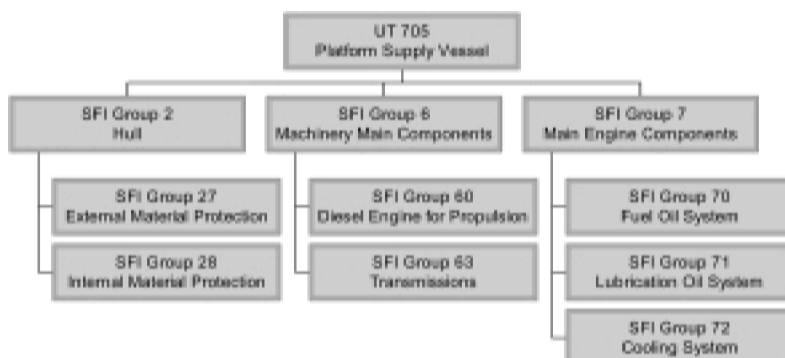 UT 705
Platform Supply Vessel
SFI Group 2
Hull
SFI Group 6
Machinery Main Components
SFI Group 7
Main Engine Components
SFI Group 27
External Material Protection
SFI Group 28
Internal Material Protection
SFI Group 60
Diesel Engine for Propulsion
SFI Group 63
Transmissions
SFI Group 70
Fuel Oil System
SFI Group 71
Lubrication Oil System
SFI Group 72
Cooling System